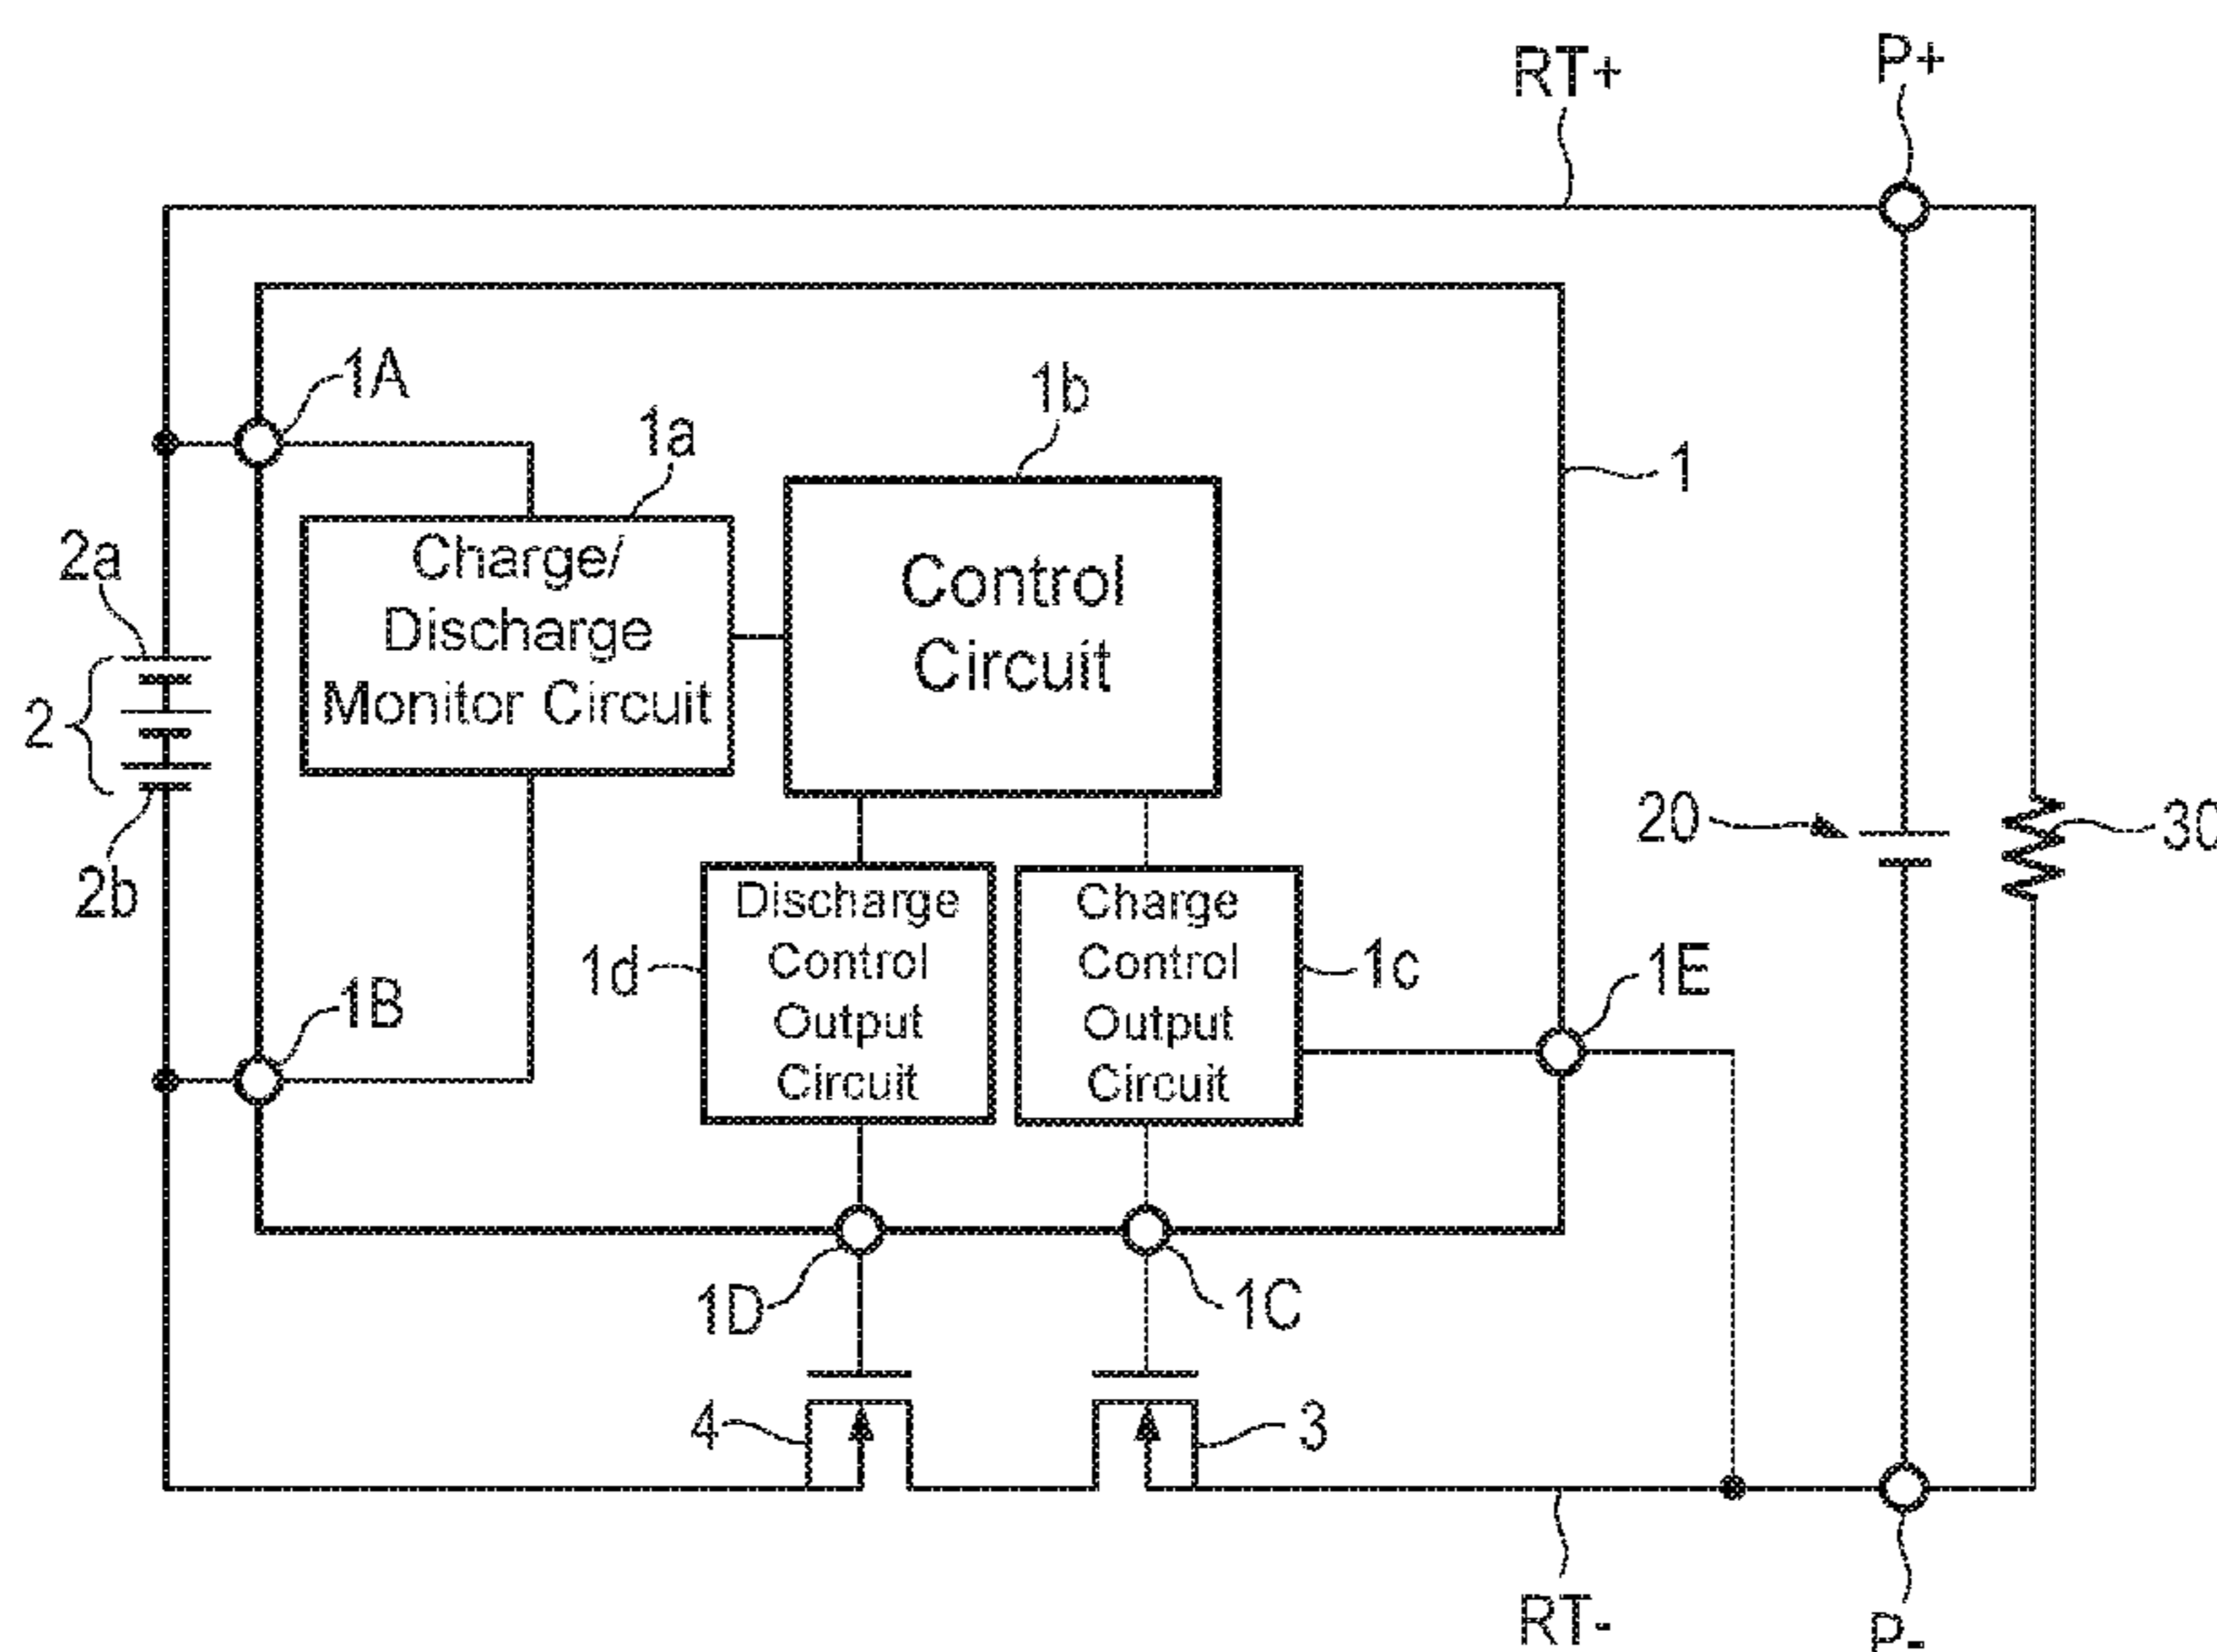 RT+
P+
1A
1a
1b
1
Charge/
Discharge
Monitor Circuit
Control
Circuit
2a
2
2b
20
30
Discharge
Control
Output
Circuit
Charge
Control
Output
Circuit
1d
1c
1E
1B
1D
1C
4
3
RT-
P-